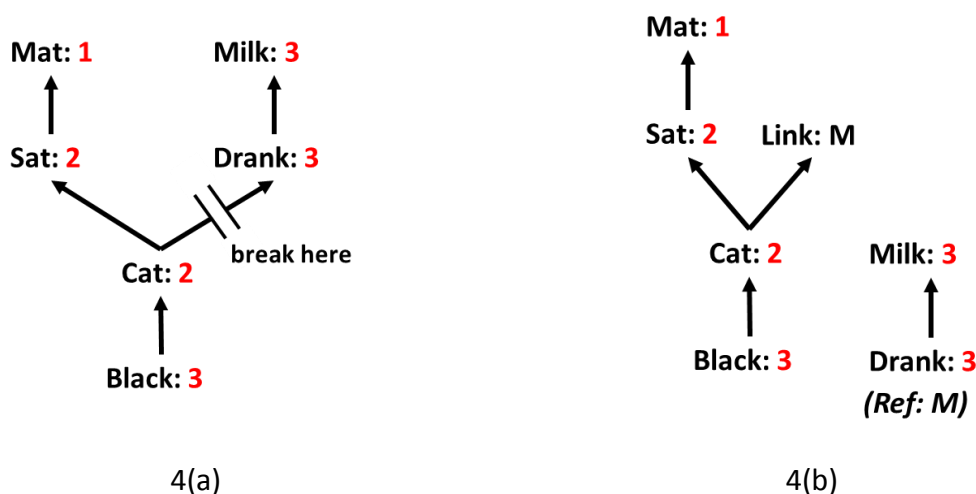 Mat: 1
Milk: 3
Sat: 2
Drank: 3
break here
Cat: 2
Black: 3
4(a)
Mat: 1
Sat: 2
Link: M
Cat: 2
Milk: 3
Black: 3
Drank: 3
(Ref: M)
4(b)